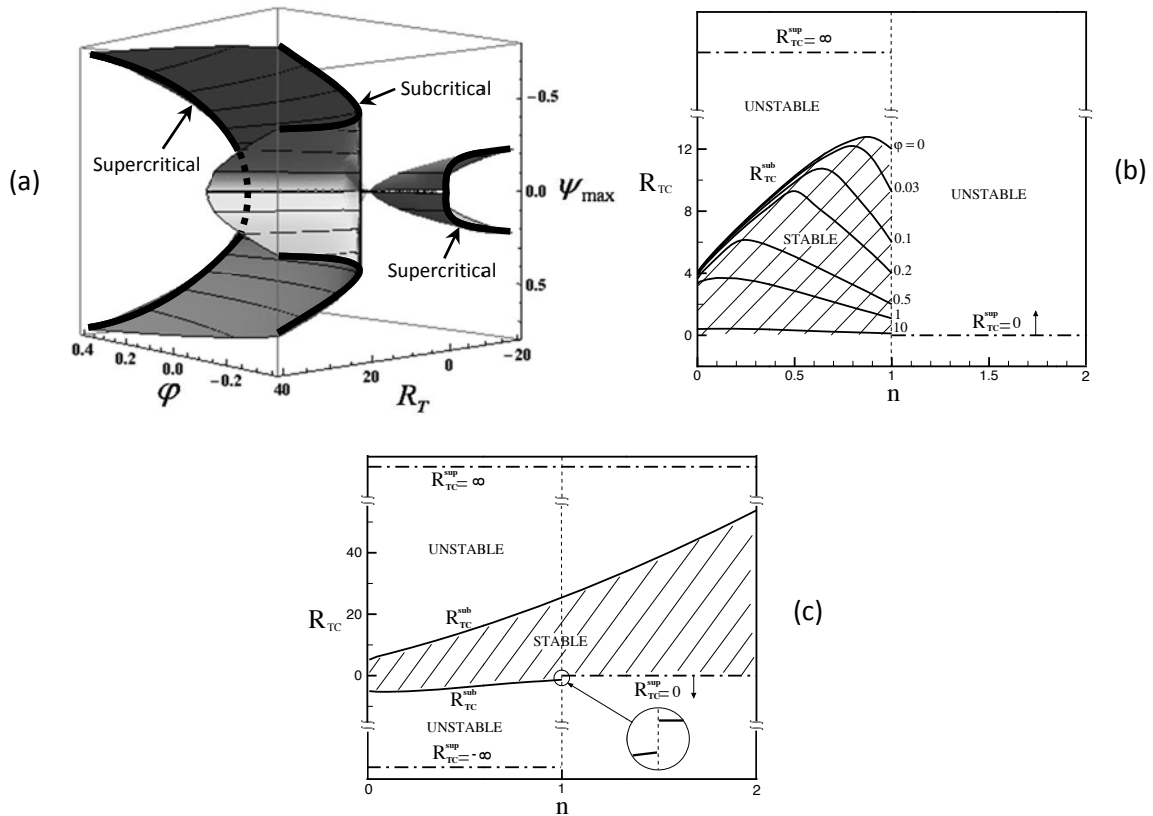 (a)
Subcritical
Supercritical
Supercritical
-0.5
0.0
0.5
ψmax
0.4
0.2
0.0
-0.2
φ
40
20
0
-20
R_T
(b)
R_TC^sup = ∞
UNSTABLE
12
8
4
0
R_TC
R_TC^sub
STABLE
φ = 0
0.03
0.1
0.2
0.5
1
10
UNSTABLE
R_TC^sup = 0
0
0.5
1
1.5
2
n
(c)
R_TC^sup = ∞
UNSTABLE
40
20
0
R_TC
R_TC^sub
STABLE
R_TC^sub
R_TC^sup = 0
UNSTABLE
R_TC^sup = -∞
0
1
2
n